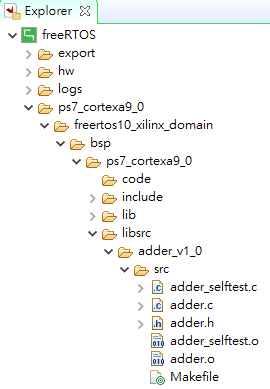 Explorer
freeRTOS
export
hw
logs
ps7_cortexa9_0
freertos10_xilinx_domain
bsp
ps7_cortexa9_0
code
include
lib
libsrc
adder_v1_0
src
adder_selftest.c
adder.c
adder.h
adder_selftest.o
adder.o
Makefile